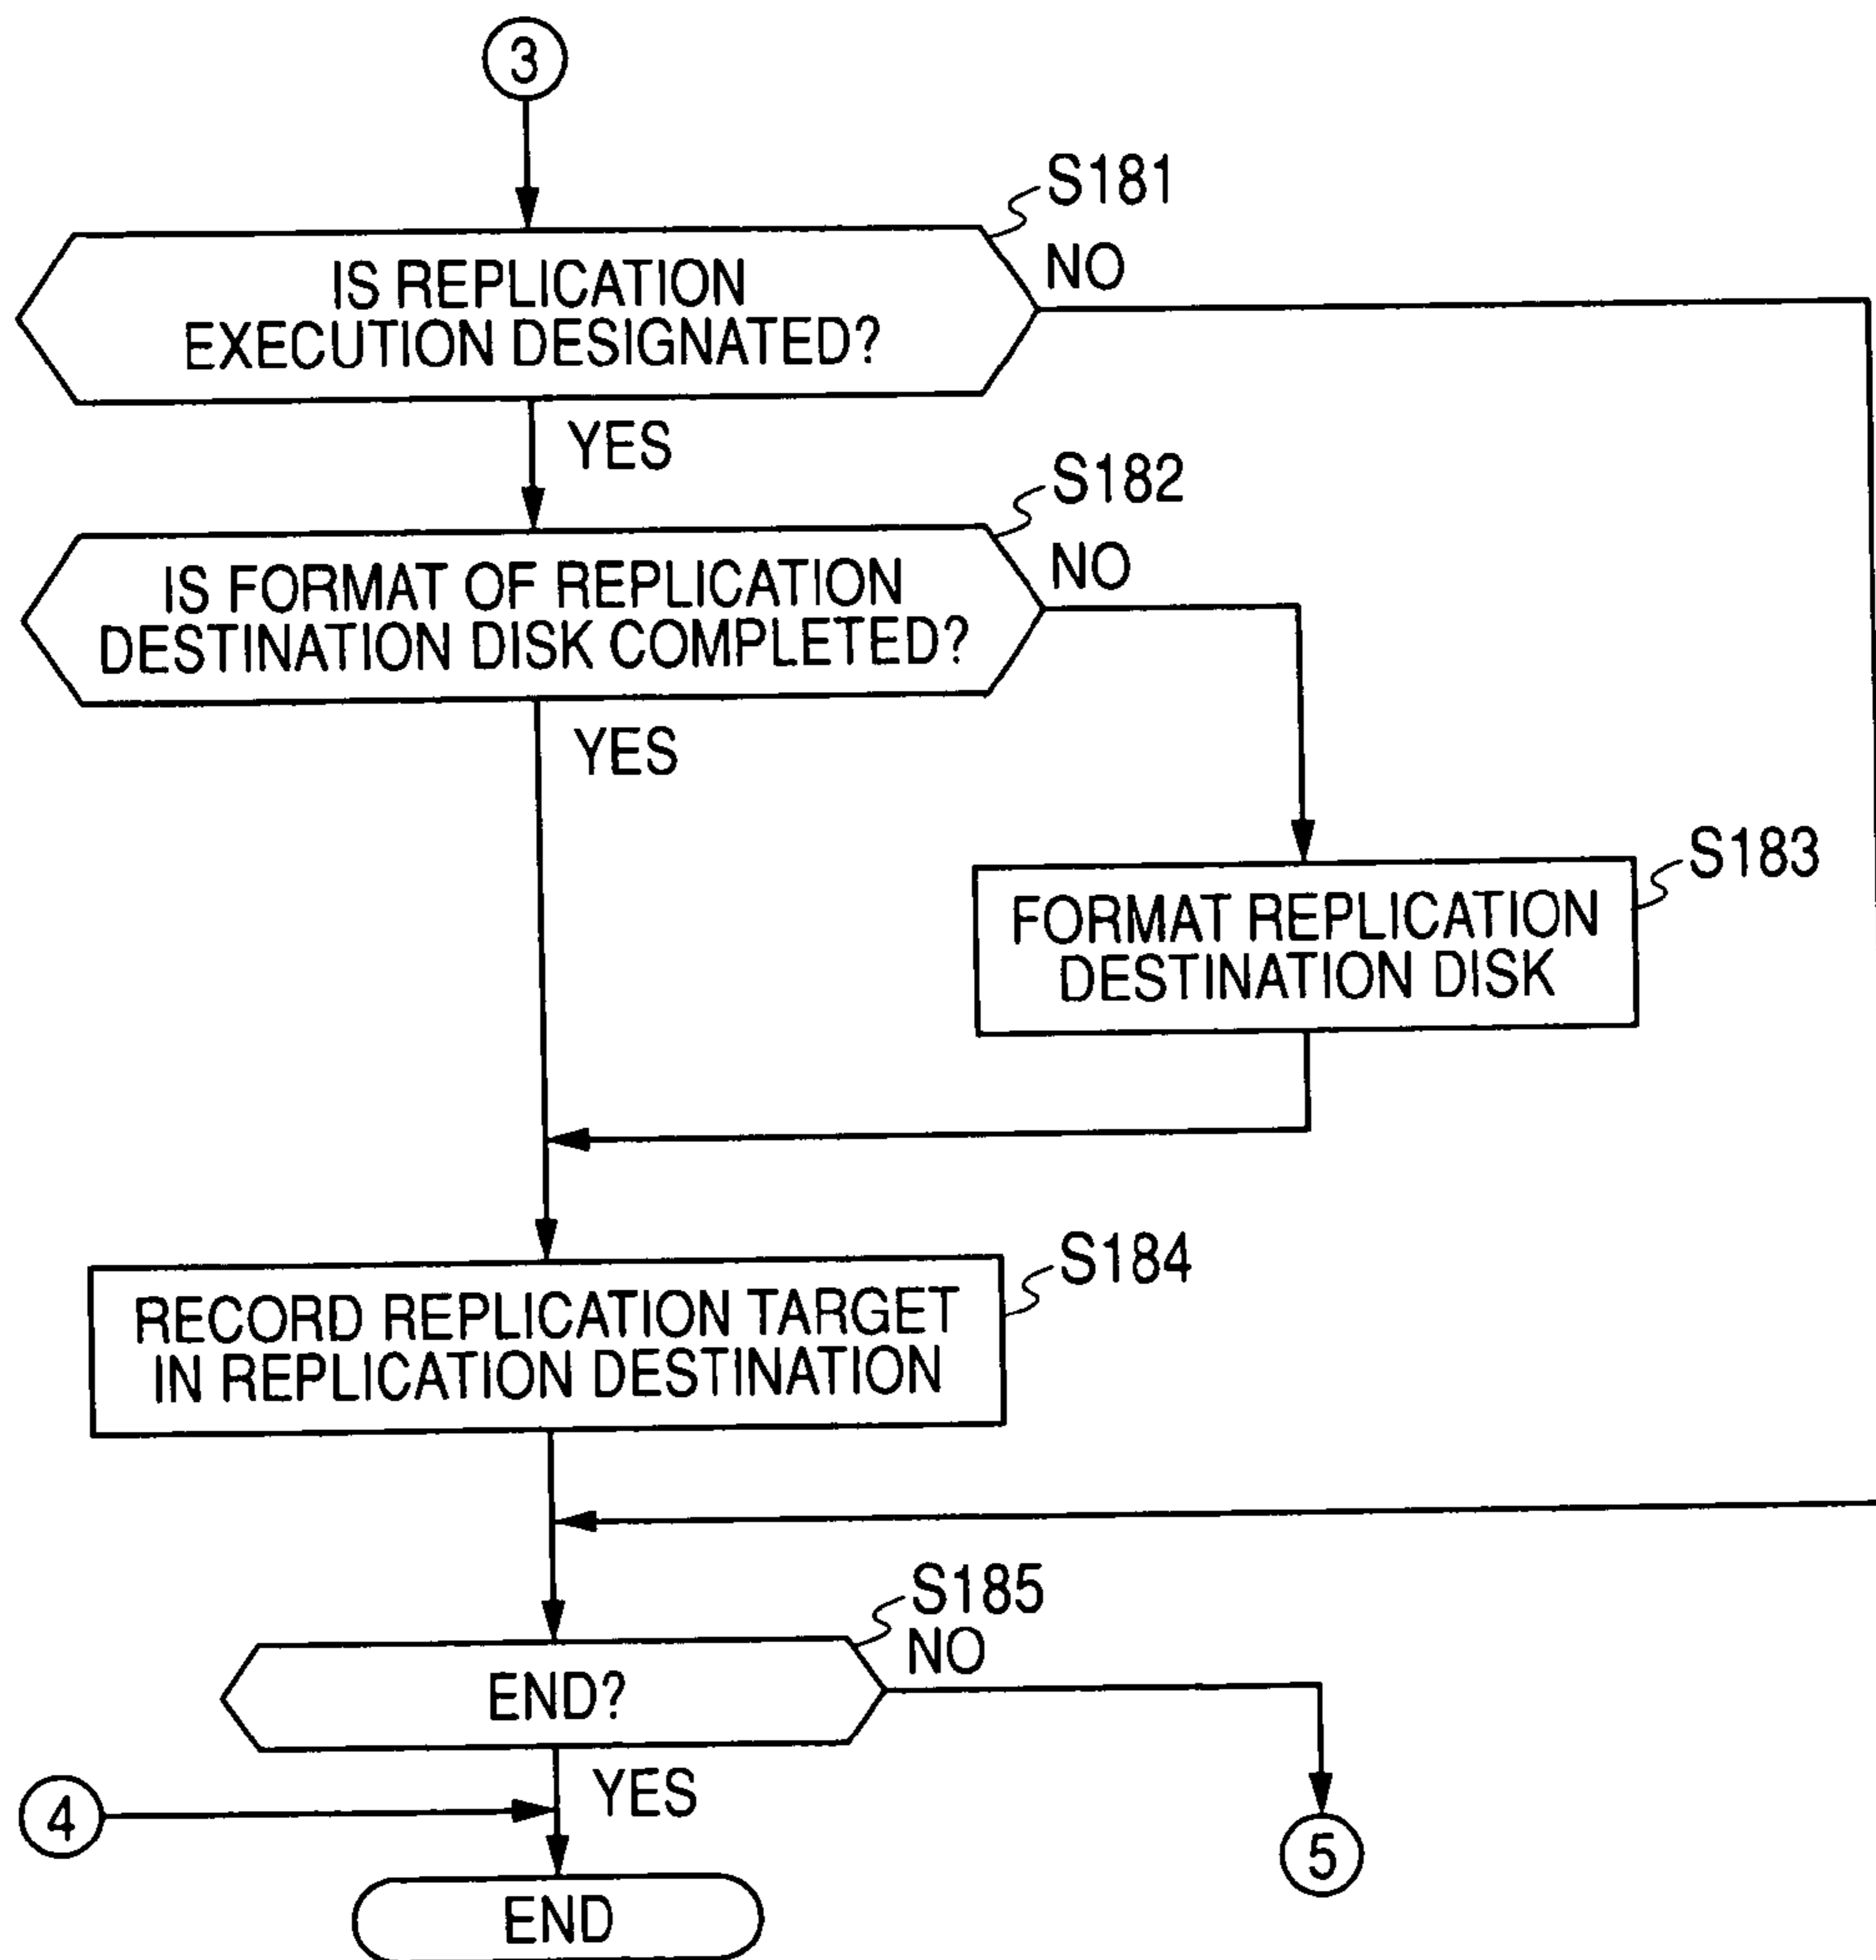 3
S181
IS REPLICATION
EXECUTION DESIGNATED?
NO
YES
S182
IS FORMAT OF REPLICATION
DESTINATION DISK COMPLETED?
NO
YES
S183
FORMAT REPLICATION
DESTINATION DISK
S184
RECORD REPLICATION TARGET
IN REPLICATION DESTINATION
S185
NO
END?
YES
4
5
END